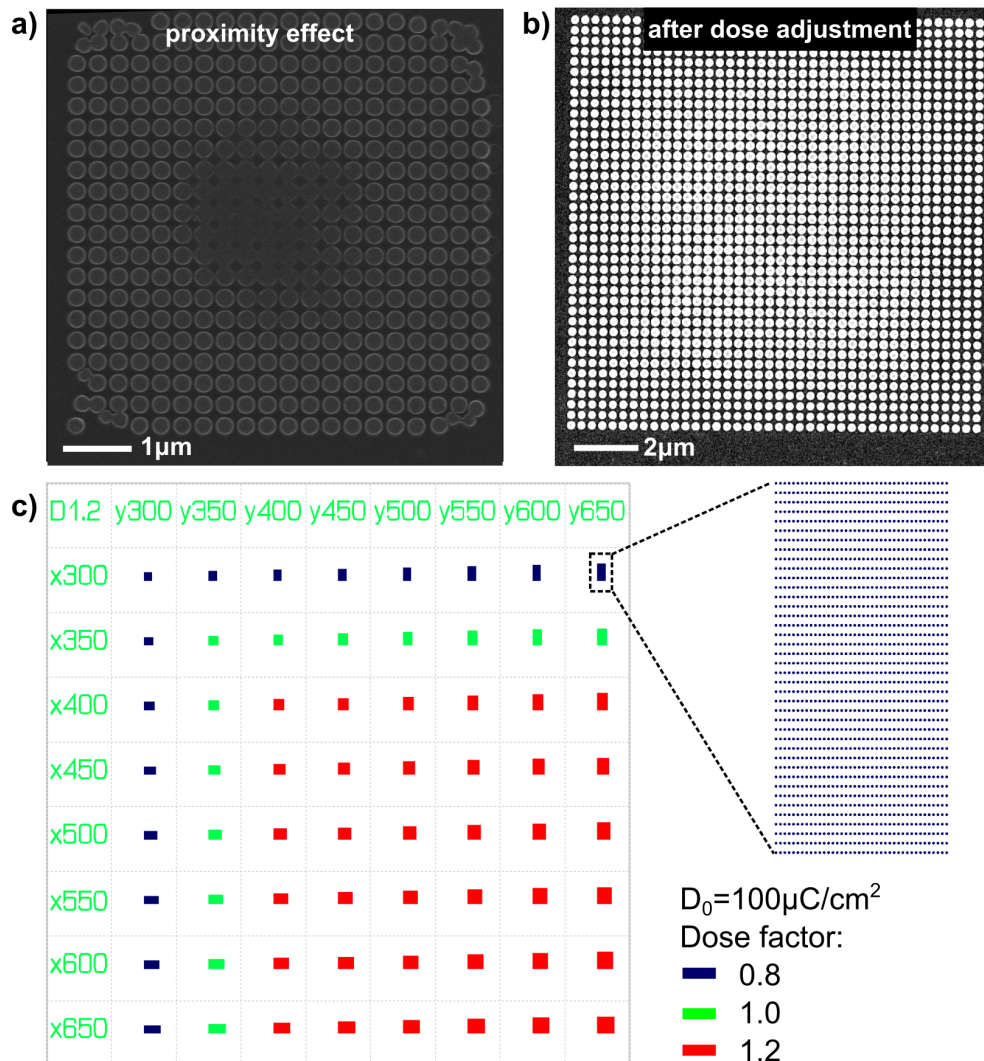 a)
proximity effect
1μm
b)
after dose adjustment
2μm
c)
D1.2 y300 y350 y400 y450 y500 y550 y600 y650
x300
x350
x400
x450
x500
x550
x600
x650
D₀=100μC/cm²
Dose factor:
0.8
1.0
1.2